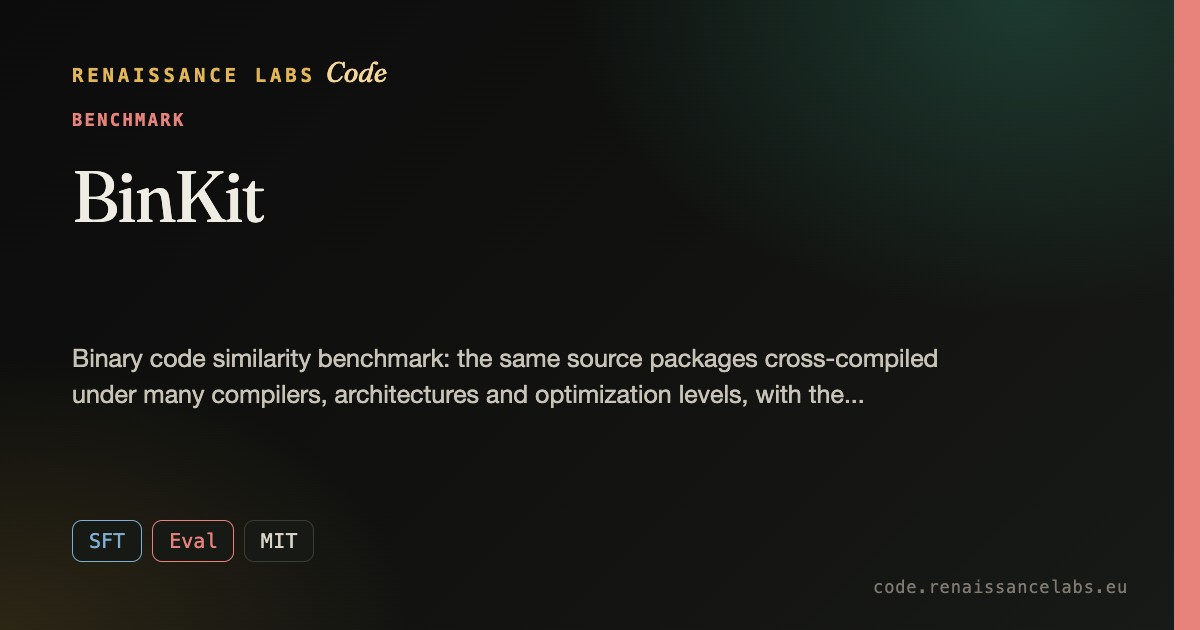 RENAISSANCE LABS Code
BENCHMARK
BinKit
Binary code similarity benchmark: the same source packages cross-compiled
under many compilers, architectures and optimization levels, with the...
SFT Eval MIT
code.renaissancelabs.eu